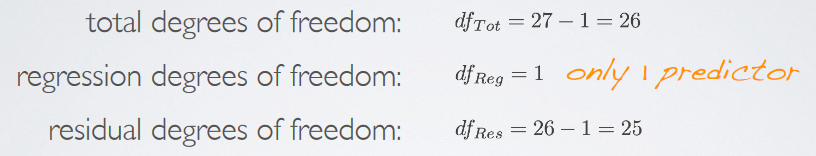 total degrees of freedom: df_Tot = 27 − 1 = 26
regression degrees of freedom: df_Reg = 1 only 1 predictor
residual degrees of freedom: df_Res = 26 − 1 = 25